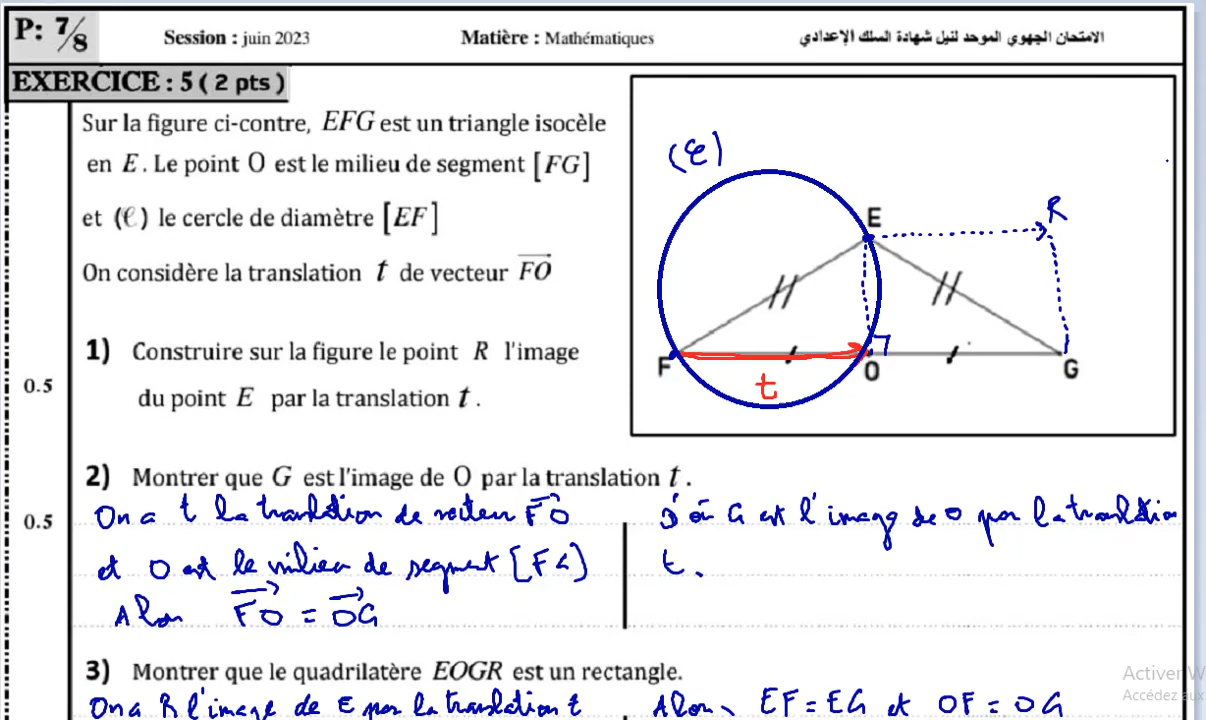 P: 7/8
Session : juin 2023
Matière : Mathématiques
الامتحان الجهوي الموحد لنيل شهادة السلك الإعدادي
EXERCICE : 5 ( 2 pts )
Sur la figure ci-contre, EFG est un triangle isocèle
en E. Le point O est le milieu de segment [FG]
et (C) le cercle de diamètre [EF]
On considère la translation t de vecteur FO
1) Construire sur la figure le point R l'image
0.5
du point E par la translation t.
(C)
E
R
F
O
G
t
2) Montrer que G est l'image de O par la translation t.
0.5
On a t la translation de vecteur FO
et O est le milieu de segment [FG]
Alors FO = OG
D'où G est l'image de O par la translation
t.
3) Montrer que le quadrilatère EOGR est un rectangle.
On a R l'image de E par la translation t
Alors EF = EG et OF = OG
Activer W
Accédez aux